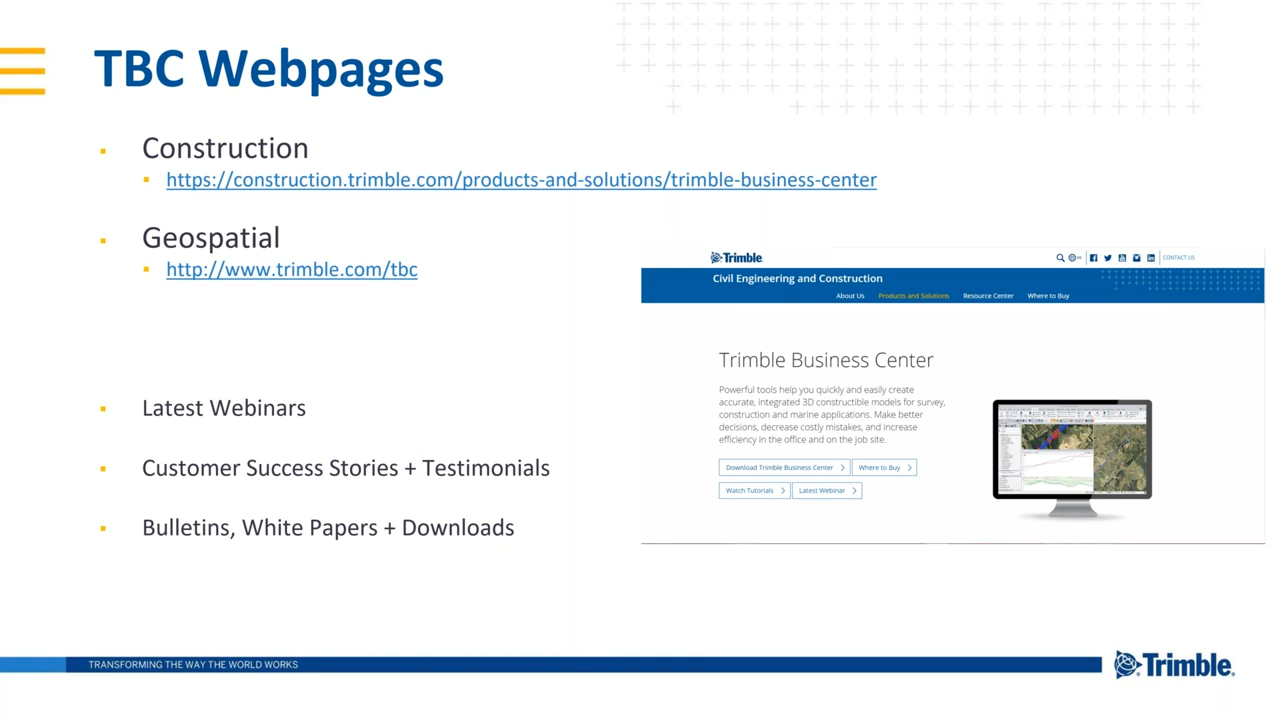 TBC Webpages
Construction
https://construction.trimble.com/products-and-solutions/trimble-business-center
Geospatial
http://www.trimble.com/tbc
Latest Webinars
Customer Success Stories + Testimonials
Bulletins, White Papers + Downloads
Trimble
CONTACT US
Civil Engineering and Construction
About Us Products and Solutions Resource Center Where to Buy
Trimble Business Center
Powerful tools help you quickly and easily create
accurate, integrated 3D constructible models for survey,
construction and marine applications. Make better
decisions, decrease costly mistakes, and increase
efficiency in the office and on the job site.
Download Trimble Business Center Where to Buy
Watch Tutorials Latest Webinar
TRANSFORMING THE WAY THE WORLD WORKS
Trimble